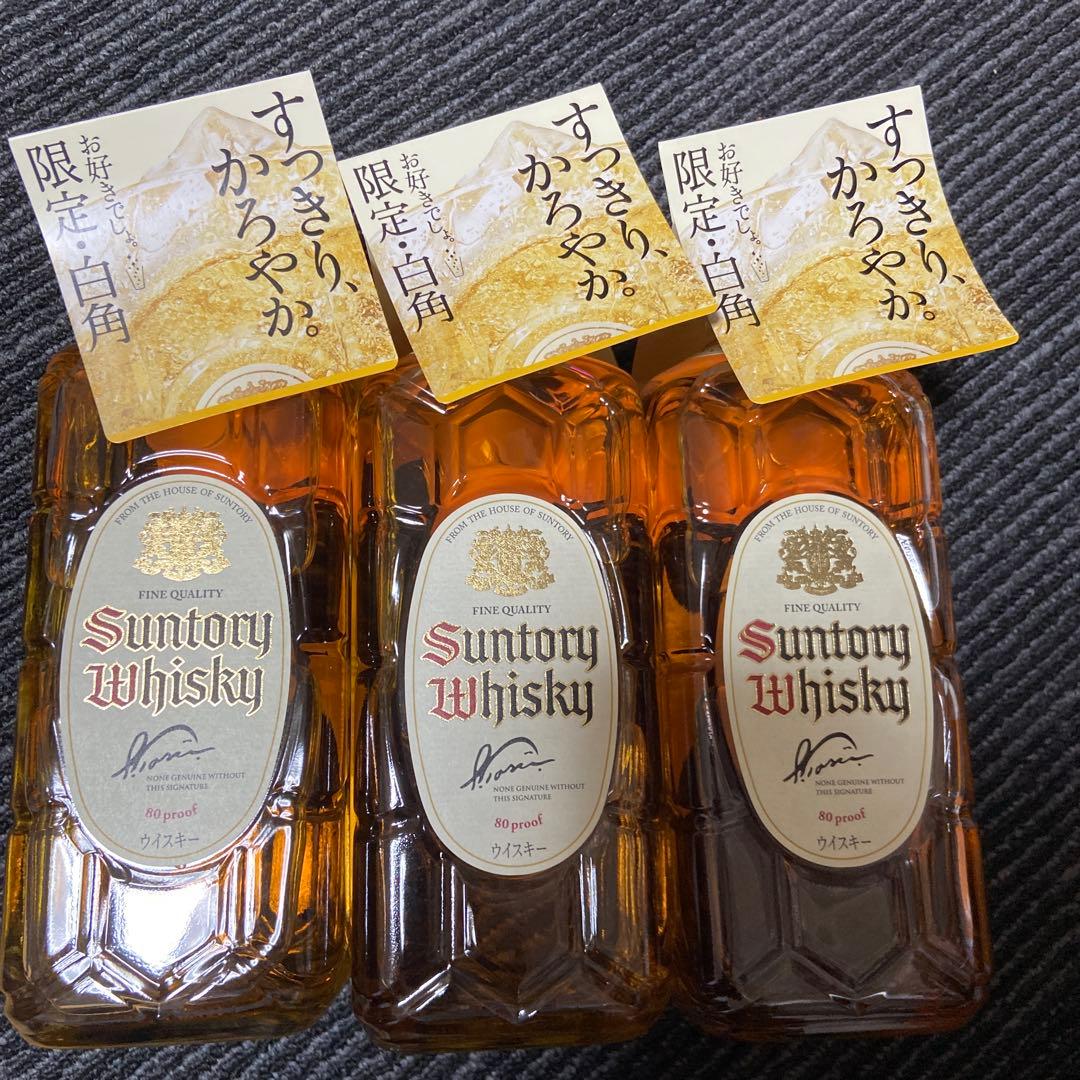 すっきり、
かろやか。
お好きでしょ。
限定・白角
すっきり、
かろやか。
お好きでしょ。
限定・白角
すっきり、
かろやか。
お好きでしょ。
限定・白角
FROM THE HOUSE OF SUNTORY
FINE QUALITY
Suntory
Whisky
NONE GENUINE WITHOUT
THIS SIGNATURE
80 proof
ウイスキー
FROM THE HOUSE OF SUNTORY
FINE QUALITY
Suntory
Whisky
NONE GENUINE WITHOUT
THIS SIGNATURE
80 proof
ウイスキー
FROM THE HOUSE OF SUNTORY
FINE QUALITY
Suntory
Whisky
NONE GENUINE WITHOUT
THIS SIGNATURE
80 proof
ウイスキー